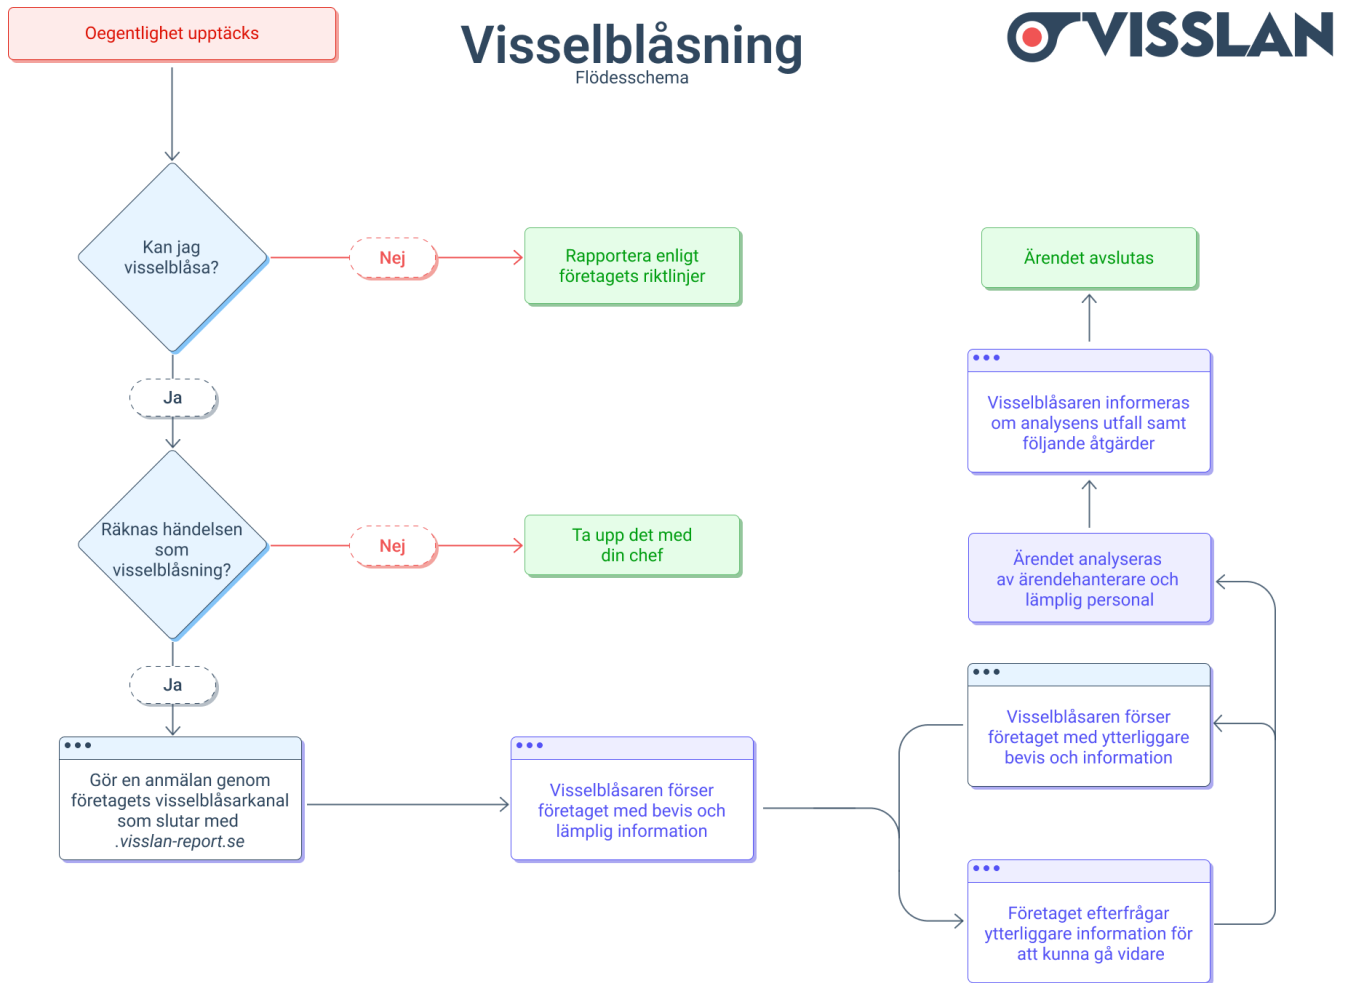 Oegentlighet upptäcks
Visselblåsning
Flödesschema
VISSLAN
Kan jag
visselblåsa?
Nej
Rapportera enligt
företagets riktlinjer
Ja
Räknas händelsen
som
visselblåsning?
Nej
Ta upp det med
din chef
Ja
Gör en anmälan genom
företagets visselblåsarkanal
som slutar med
.visslan-report.se
Visselblåsaren förser
företaget med bevis och
lämplig information
Företaget efterfrågar
ytterliggare information för
att kunna gå vidare
Visselblåsaren förser
företaget med ytterliggare
bevis och information
Ärendet analyseras
av ärendehanterare och
lämplig personal
Visselblåsaren informeras
om analysens utfall samt
följande åtgärder
Ärendet avslutas